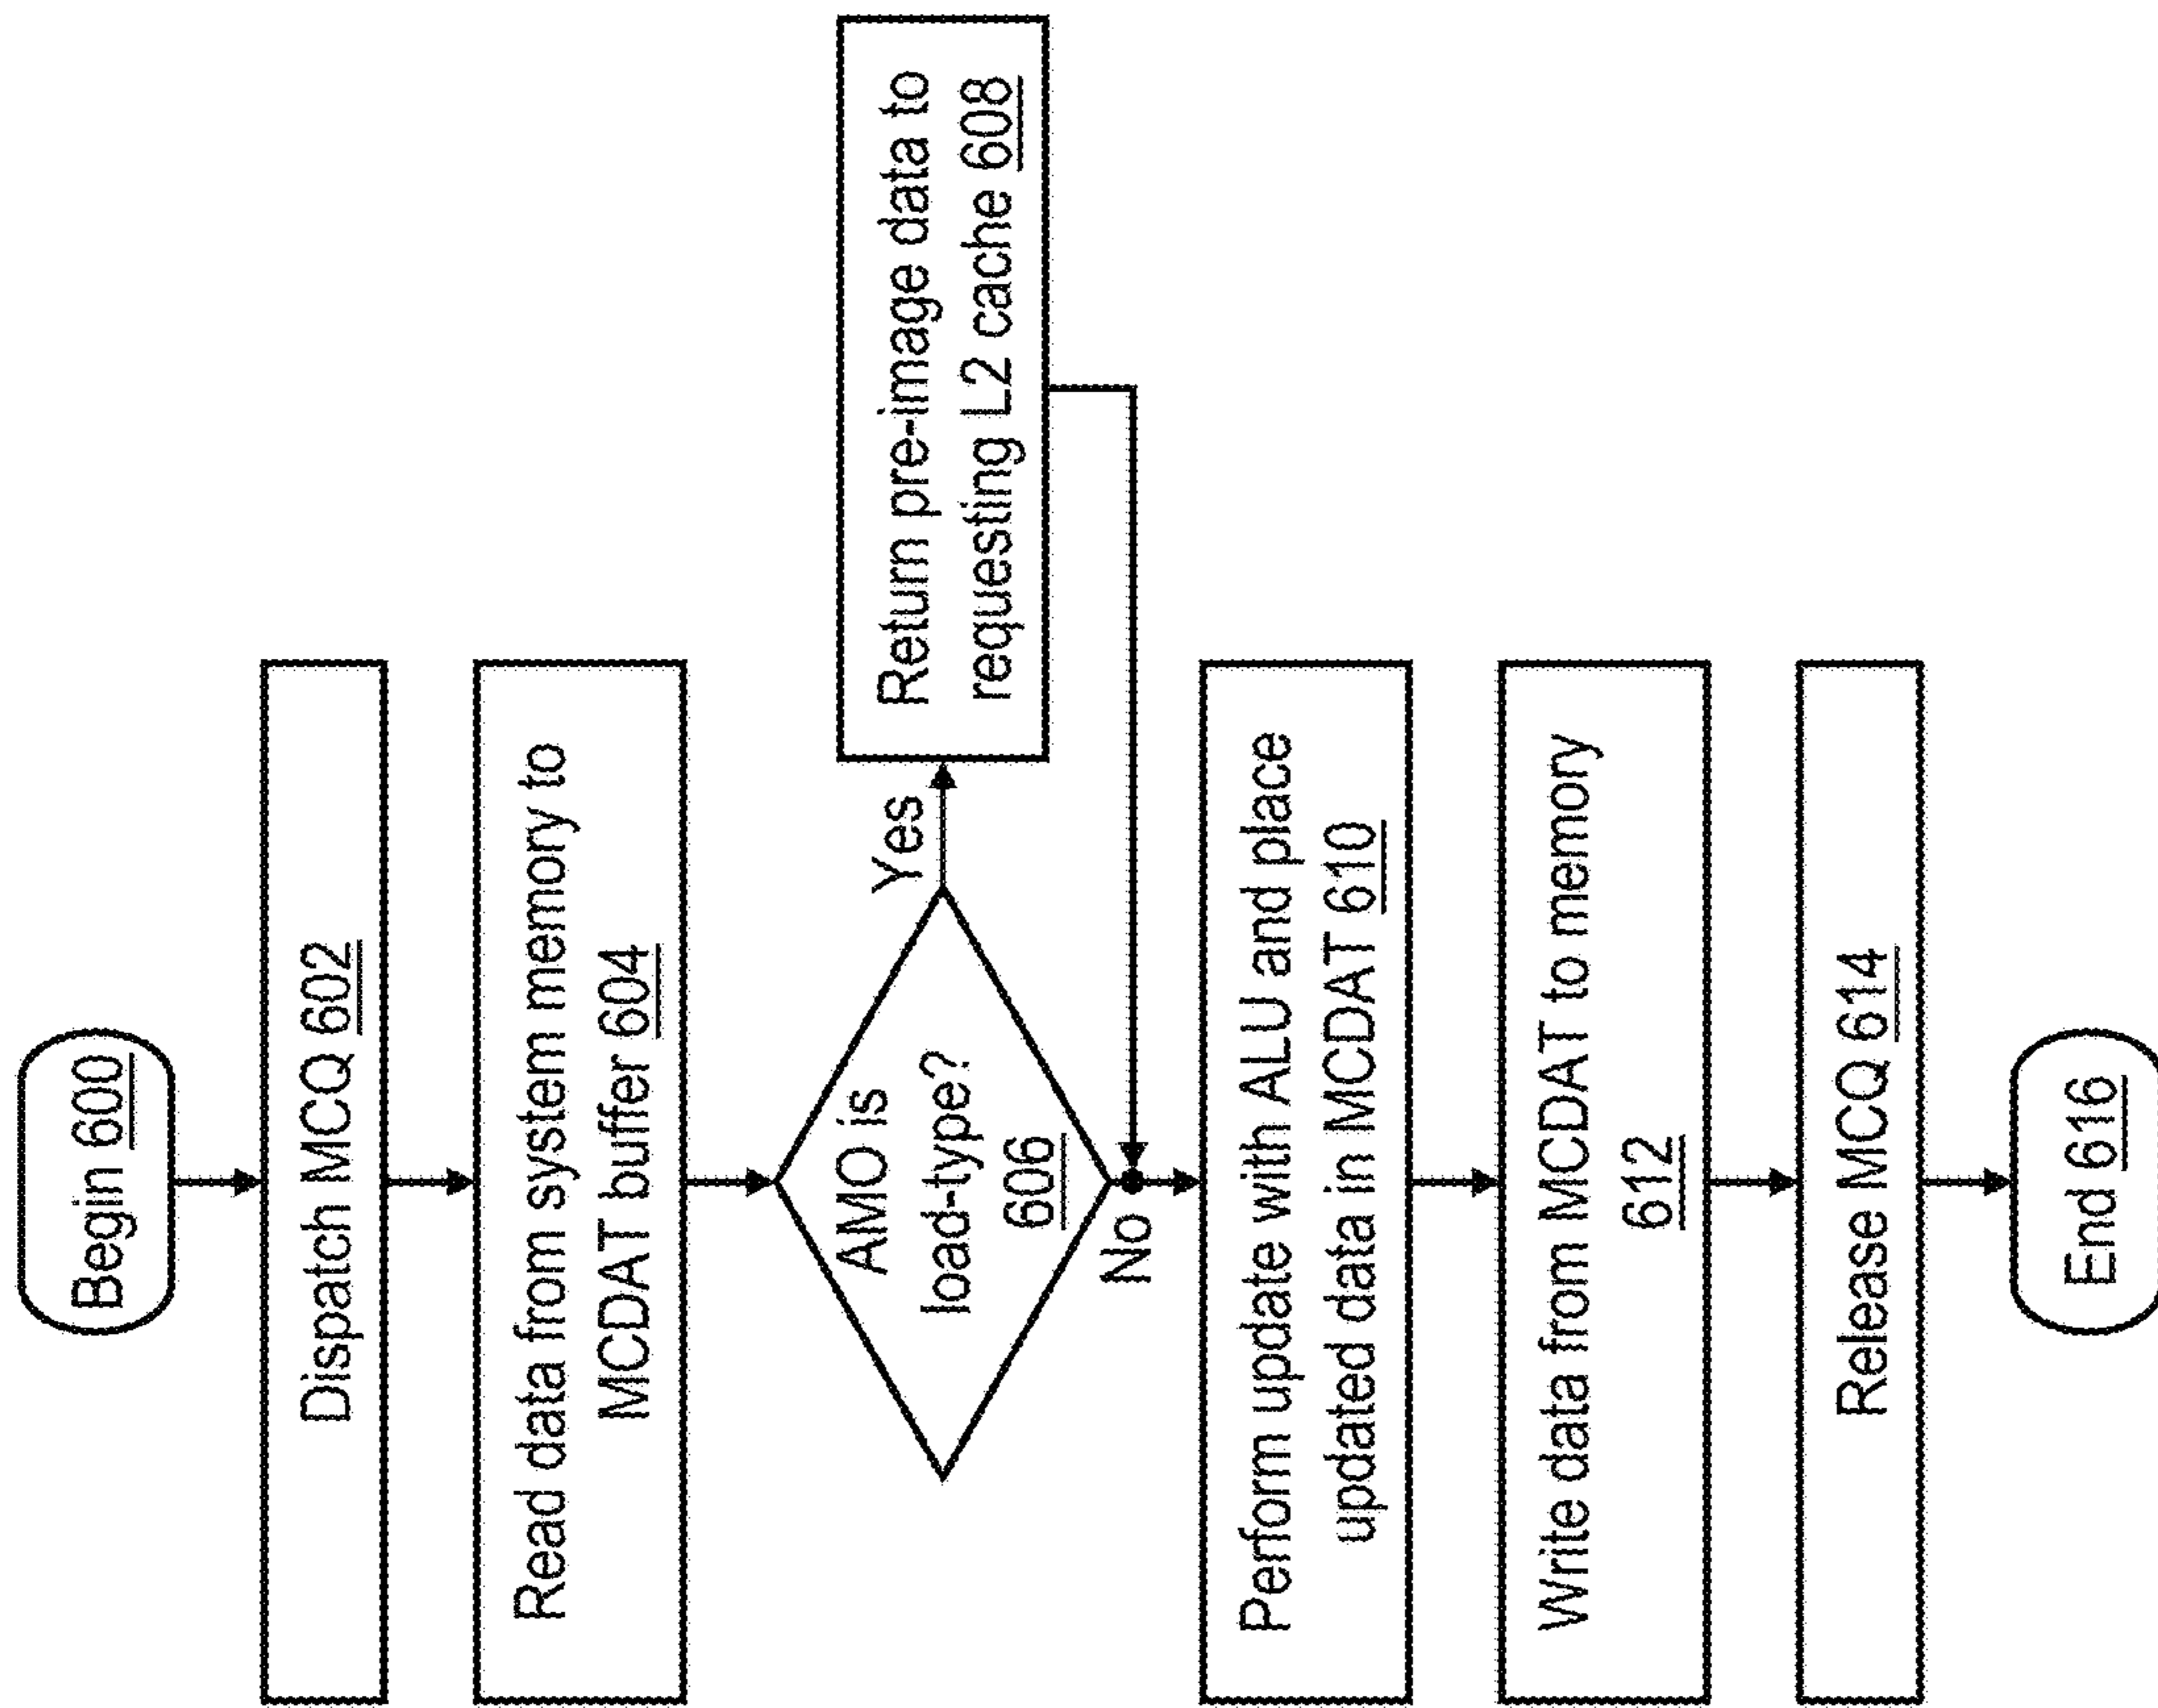 Begin 600
Dispatch MCQ 602
Read data from system memory to
MCDAT buffer 604
AMO is
load-type?
606
Yes
Return pre-image data to
requesting L2 cache 608
No
Perform update with ALU and place
updated data in MCDAT 610
Write data from MCDAT to memory
612
Release MCQ 614
End 616